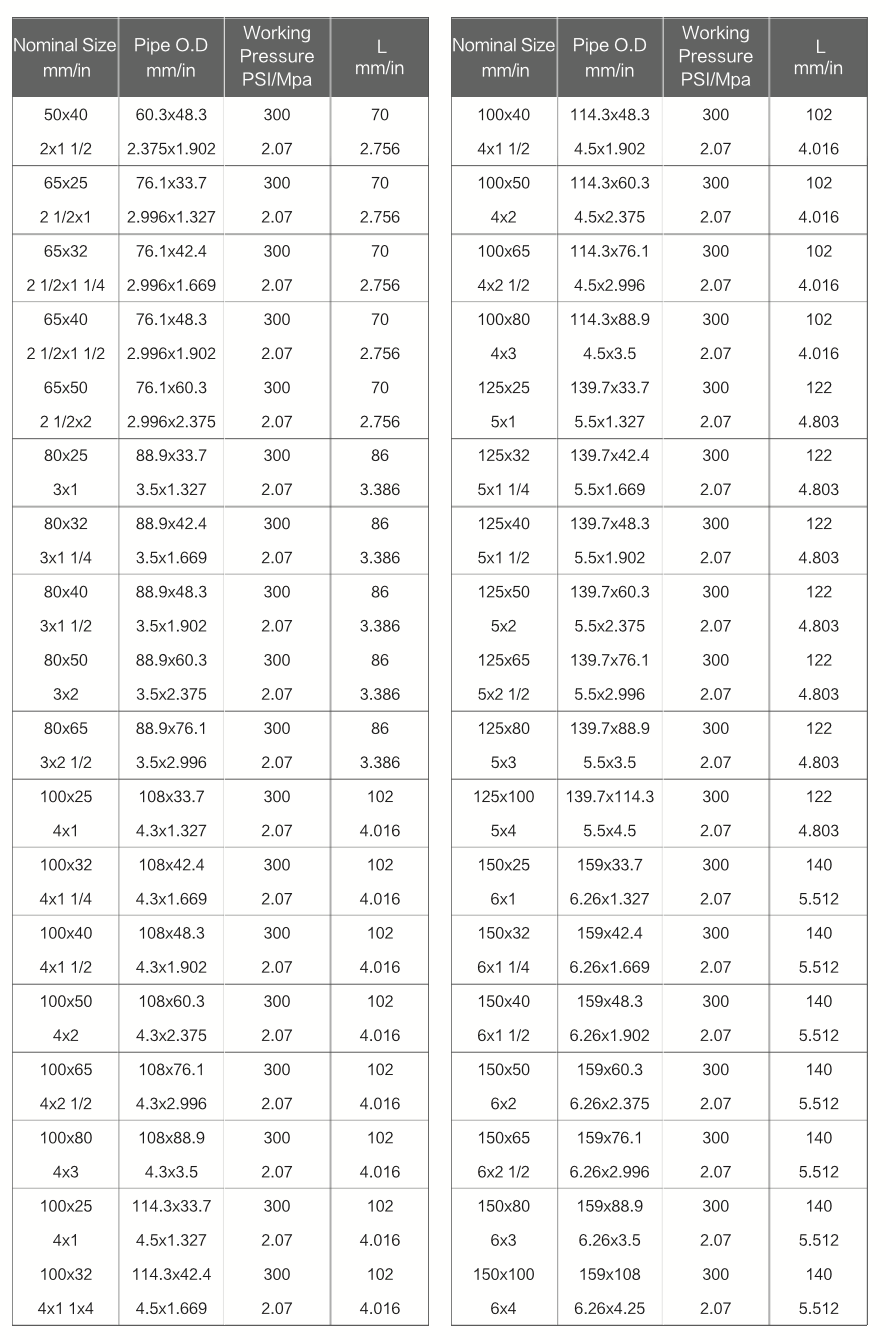 Nominal Size mm/in Pipe O.D mm/in Working Pressure PSI/Mpa L mm/in
50x40 60.3x48.3 300 70
2x1 1/2 2.375x1.902 2.07 2.756
65x25 76.1x33.7 300 70
2 1/2x1 2.996x1.327 2.07 2.756
65x32 76.1x42.4 300 70
2 1/2x1 1/4 2.996x1.669 2.07 2.756
65x40 76.1x48.3 300 70
2 1/2x1 1/2 2.996x1.902 2.07 2.756
65x50 76.1x60.3 300 70
2 1/2x2 2.996x2.375 2.07 2.756
80x25 88.9x33.7 300 86
3x1 3.5x1.327 2.07 3.386
80x32 88.9x42.4 300 86
3x1 1/4 3.5x1.669 2.07 3.386
80x40 88.9x48.3 300 86
3x1 1/2 3.5x1.902 2.07 3.386
80x50 88.9x60.3 300 86
3x2 3.5x2.375 2.07 3.386
80x65 88.9x76.1 300 86
3x2 1/2 3.5x2.996 2.07 3.386
100x25 108x33.7 300 102
4x1 4.3x1.327 2.07 4.016
100x32 108x42.4 300 102
4x1 1/4 4.3x1.669 2.07 4.016
100x40 108x48.3 300 102
4x1 1/2 4.3x1.902 2.07 4.016
100x50 108x60.3 300 102
4x2 4.3x2.375 2.07 4.016
100x65 108x76.1 300 102
4x2 1/2 4.3x2.996 2.07 4.016
100x80 108x88.9 300 102
4x3 4.3x3.5 2.07 4.016
100x25 114.3x33.7 300 102
4x1 4.5x1.327 2.07 4.016
100x32 114.3x42.4 300 102
4x1 1x4 4.5x1.669 2.07 4.016
Nominal Size mm/in Pipe O.D mm/in Working Pressure PSI/Mpa L mm/in
100x40 114.3x48.3 300 102
4x1 1/2 4.5x1.902 2.07 4.016
100x50 114.3x60.3 300 102
4x2 4.5x2.375 2.07 4.016
100x65 114.3x76.1 300 102
4x2 1/2 4.5x2.996 2.07 4.016
100x80 114.3x88.9 300 102
4x3 4.5x3.5 2.07 4.016
125x25 139.7x33.7 300 122
5x1 5.5x1.327 2.07 4.803
125x32 139.7x42.4 300 122
5x1 1/4 5.5x1.669 2.07 4.803
125x40 139.7x48.3 300 122
5x1 1/2 5.5x1.902 2.07 4.803
125x50 139.7x60.3 300 122
5x2 5.5x2.375 2.07 4.803
125x65 139.7x76.1 300 122
5x2 1/2 5.5x2.996 2.07 4.803
125x80 139.7x88.9 300 122
5x3 5.5x3.5 2.07 4.803
125x100 139.7x114.3 300 122
5x4 5.5x4.5 2.07 4.803
150x25 159x33.7 300 140
6x1 6.26x1.327 2.07 5.512
150x32 159x42.4 300 140
6x1 1/4 6.26x1.669 2.07 5.512
150x40 159x48.3 300 140
6x1 1/2 6.26x1.902 2.07 5.512
150x50 159x60.3 300 140
6x2 6.26x2.375 2.07 5.512
150x65 159x76.1 300 140
6x2 1/2 6.26x2.996 2.07 5.512
150x80 159x88.9 300 140
6x3 6.26x3.5 2.07 5.512
150x100 159x108 300 140
6x4 6.26x4.25 2.07 5.512